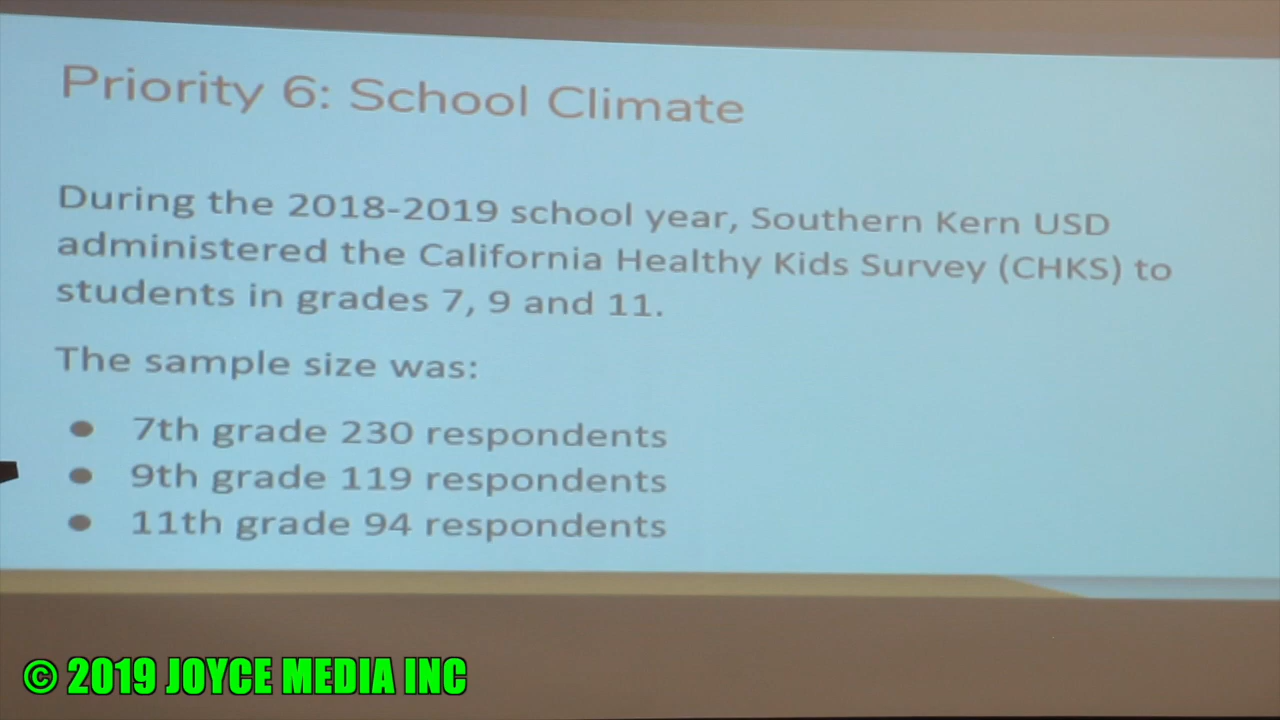 Priority 6: School Climate
During the 2018-2019 school year, Southern Kern USD
administered the California Healthy Kids Survey (CHKS) to
students in grades 7, 9 and 11.
The sample size was:
● 7th grade 230 respondents
● 9th grade 119 respondents
● 11th grade 94 respondents
© 2019 JOYCE MEDIA INC